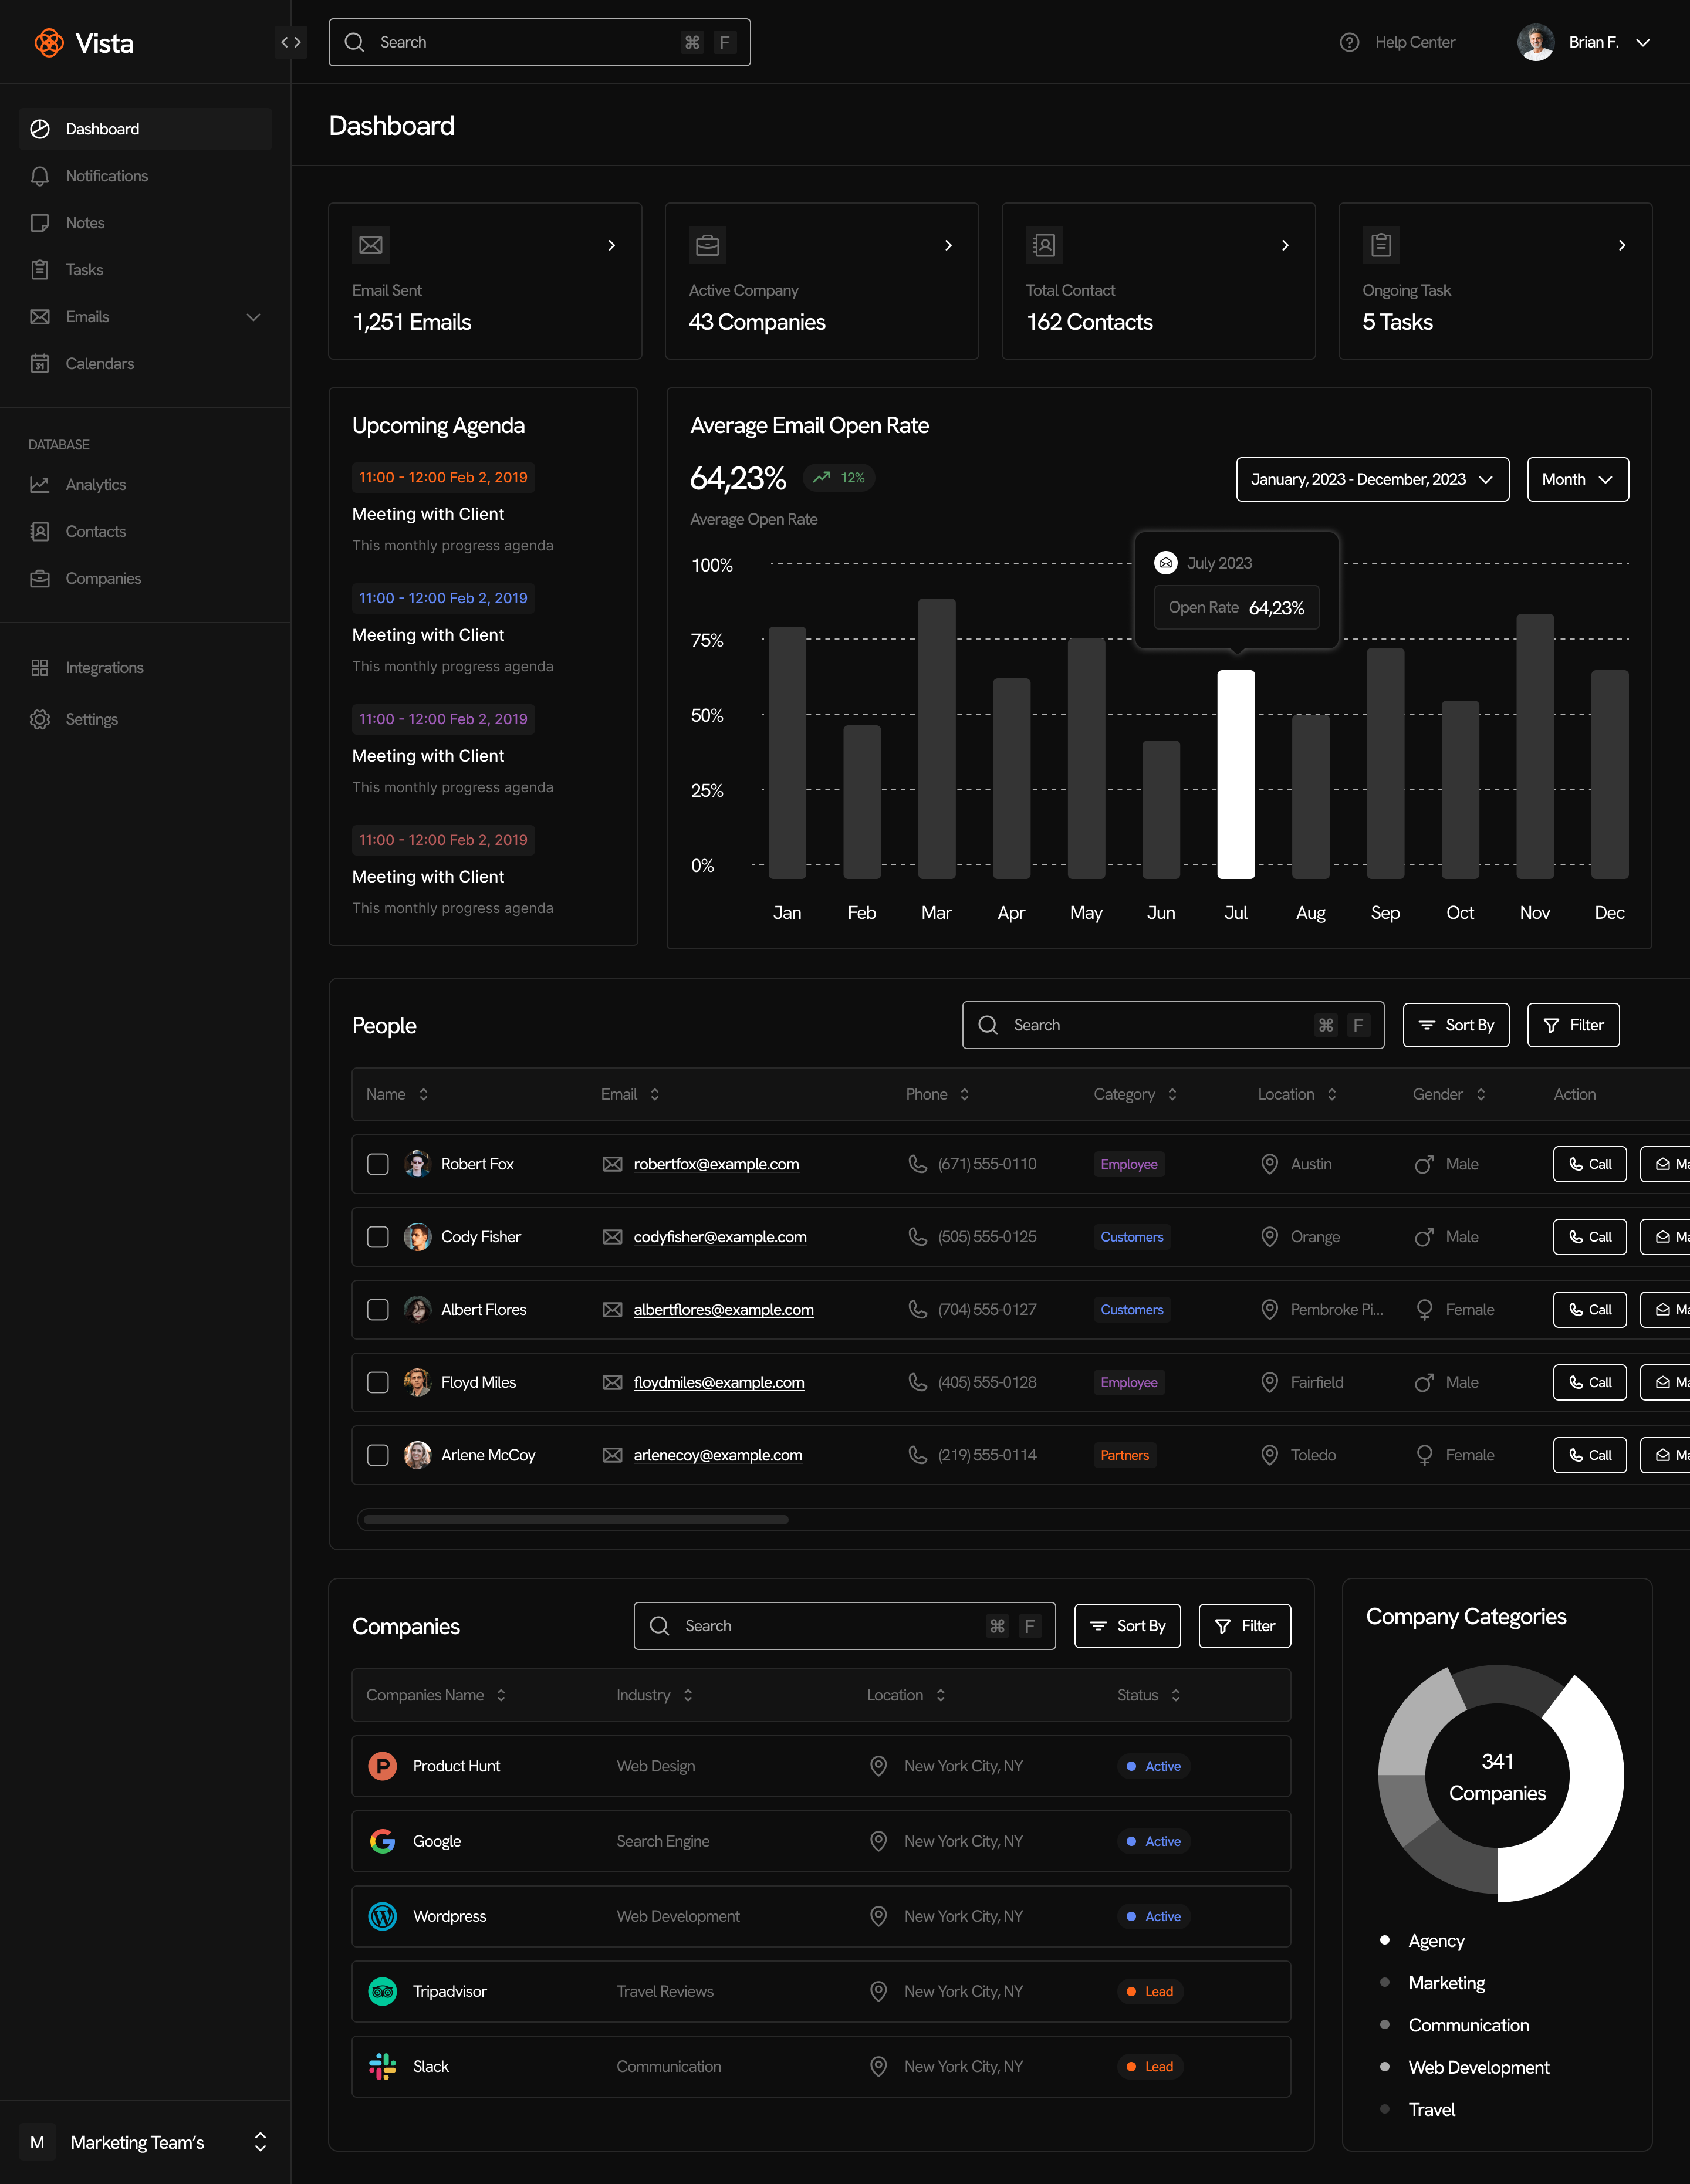 Vista
Search
⌘ F
Help Center
Brian F.
Dashboard
Notifications
Notes
Tasks
Emails
31
Calendars
DATABASE
Analytics
Contacts
Companies
Integrations
Settings
M
Marketing Team’s
Dashboard
Email Sent
1,251 Emails
Active Company
43 Companies
Total Contact
162 Contacts
Ongoing Task
5 Tasks
Upcoming Agenda
11:00 - 12:00 Feb 2, 2019
Meeting with Client
This monthly progress agenda
11:00 - 12:00 Feb 2, 2019
Meeting with Client
This monthly progress agenda
11:00 - 12:00 Feb 2, 2019
Meeting with Client
This monthly progress agenda
11:00 - 12:00 Feb 2, 2019
Meeting with Client
This monthly progress agenda
Average Email Open Rate
64,23% 12%
Average Open Rate
January, 2023 - December, 2023
Month
July 2023
Open Rate 64,23%
100%
75%
50%
25%
0%
Jan Feb Mar Apr May Jun Jul Aug Sep Oct Nov Dec
People
Search ⌘ F
Sort By
Filter
Name Email Phone Category Location Gender Action
Robert Fox robertfox@example.com (671) 555-0110 Employee Austin Male Call Ma
Cody Fisher codyfisher@example.com (505) 555-0125 Customers Orange Male Call Ma
Albert Flores albertflores@example.com (704) 555-0127 Customers Pembroke Pi... Female Call Ma
Floyd Miles floydmiles@example.com (405) 555-0128 Employee Fairfield Male Call Ma
Arlene McCoy arlenecoy@example.com (219) 555-0114 Partners Toledo Female Call Ma
Companies
Search ⌘ F
Sort By
Filter
Companies Name Industry Location Status
P Product Hunt Web Design New York City, NY Active
G Google Search Engine New York City, NY Active
W Wordpress Web Development New York City, NY Active
Tripadvisor Travel Reviews New York City, NY Lead
Slack Communication New York City, NY Lead
Company Categories
341
Companies
Agency
Marketing
Communication
Web Development
Travel